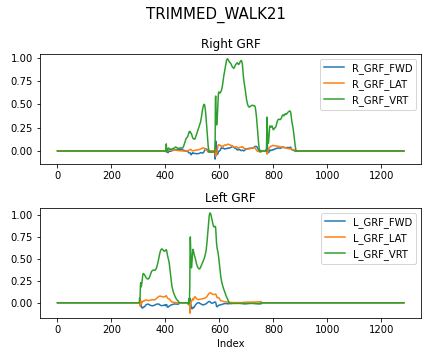 TRIMMED_WALK21
Right GRF
1.00
0.75
0.50
0.25
0.00
R_GRF_FWD
R_GRF_LAT
R_GRF_VRT
0 200 400 600 800 1000 1200
Left GRF
1.00
0.75
0.50
0.25
0.00
L_GRF_FWD
L_GRF_LAT
L_GRF_VRT
0 200 400 600 800 1000 1200
Index